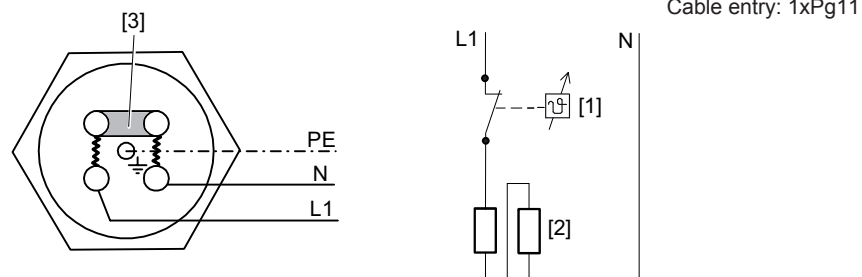 Cable entry: 1xPg11
[3]
PE
N
L1
L1
N
ϑ
[1]
[2]